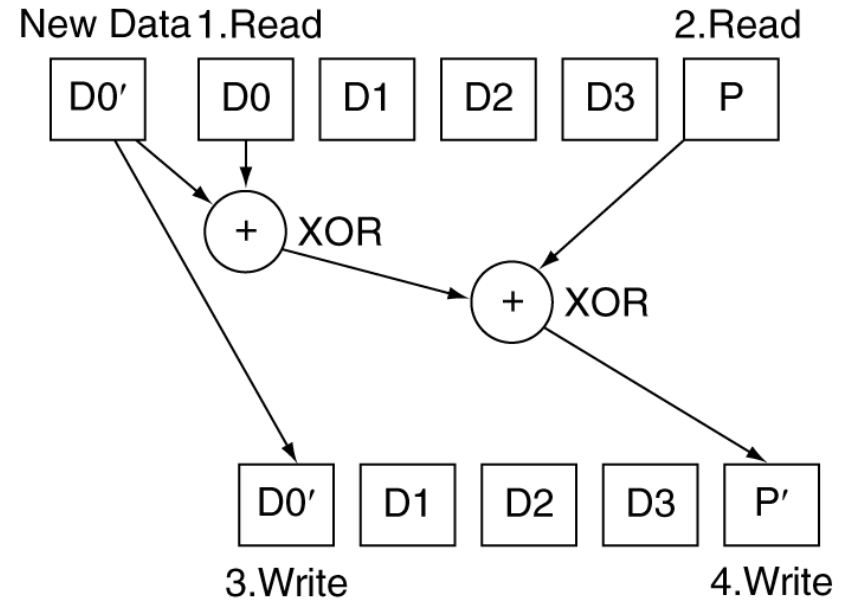 New Data 1.Read 2.Read
D0′ D0 D1 D2 D3 P
+ XOR
+ XOR
D0′ D1 D2 D3 P′
3.Write 4.Write